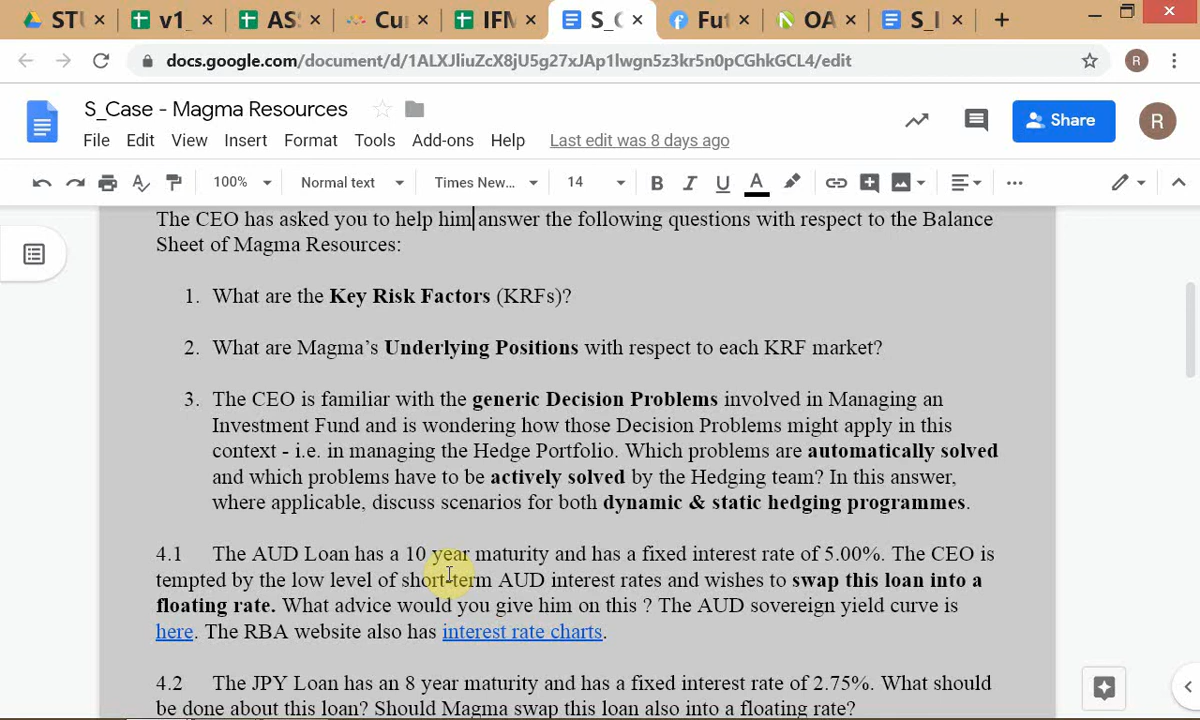 STU
v1_
AS
Cu
IFM
S_C
Fut
OA
S_I
docs.google.com/document/d/1ALXJliuZcX8jU5g27xJAp1lwgn5z3kr5n0pCGhkGCL4/edit
R
S_Case - Magma Resources
Share
R
File Edit View Insert Format Tools Add-ons Help Last edit was 8 days ago
100% Normal text Times New... 14 B I U A
The CEO has asked you to help him answer the following questions with respect to the Balance
Sheet of Magma Resources:
1. What are the Key Risk Factors (KRFs)?
2. What are Magma’s Underlying Positions with respect to each KRF market?
3. The CEO is familiar with the generic Decision Problems involved in Managing an
Investment Fund and is wondering how those Decision Problems might apply in this
context - i.e. in managing the Hedge Portfolio. Which problems are automatically solved
and which problems have to be actively solved by the Hedging team? In this answer,
where applicable, discuss scenarios for both dynamic & static hedging programmes.
4.1 The AUD Loan has a 10 year maturity and has a fixed interest rate of 5.00%. The CEO is
tempted by the low level of short-term AUD interest rates and wishes to swap this loan into a
floating rate. What advice would you give him on this ? The AUD sovereign yield curve is
here. The RBA website also has interest rate charts.
4.2 The JPY Loan has an 8 year maturity and has a fixed interest rate of 2.75%. What should
be done about this loan? Should Magma swap this loan also into a floating rate?